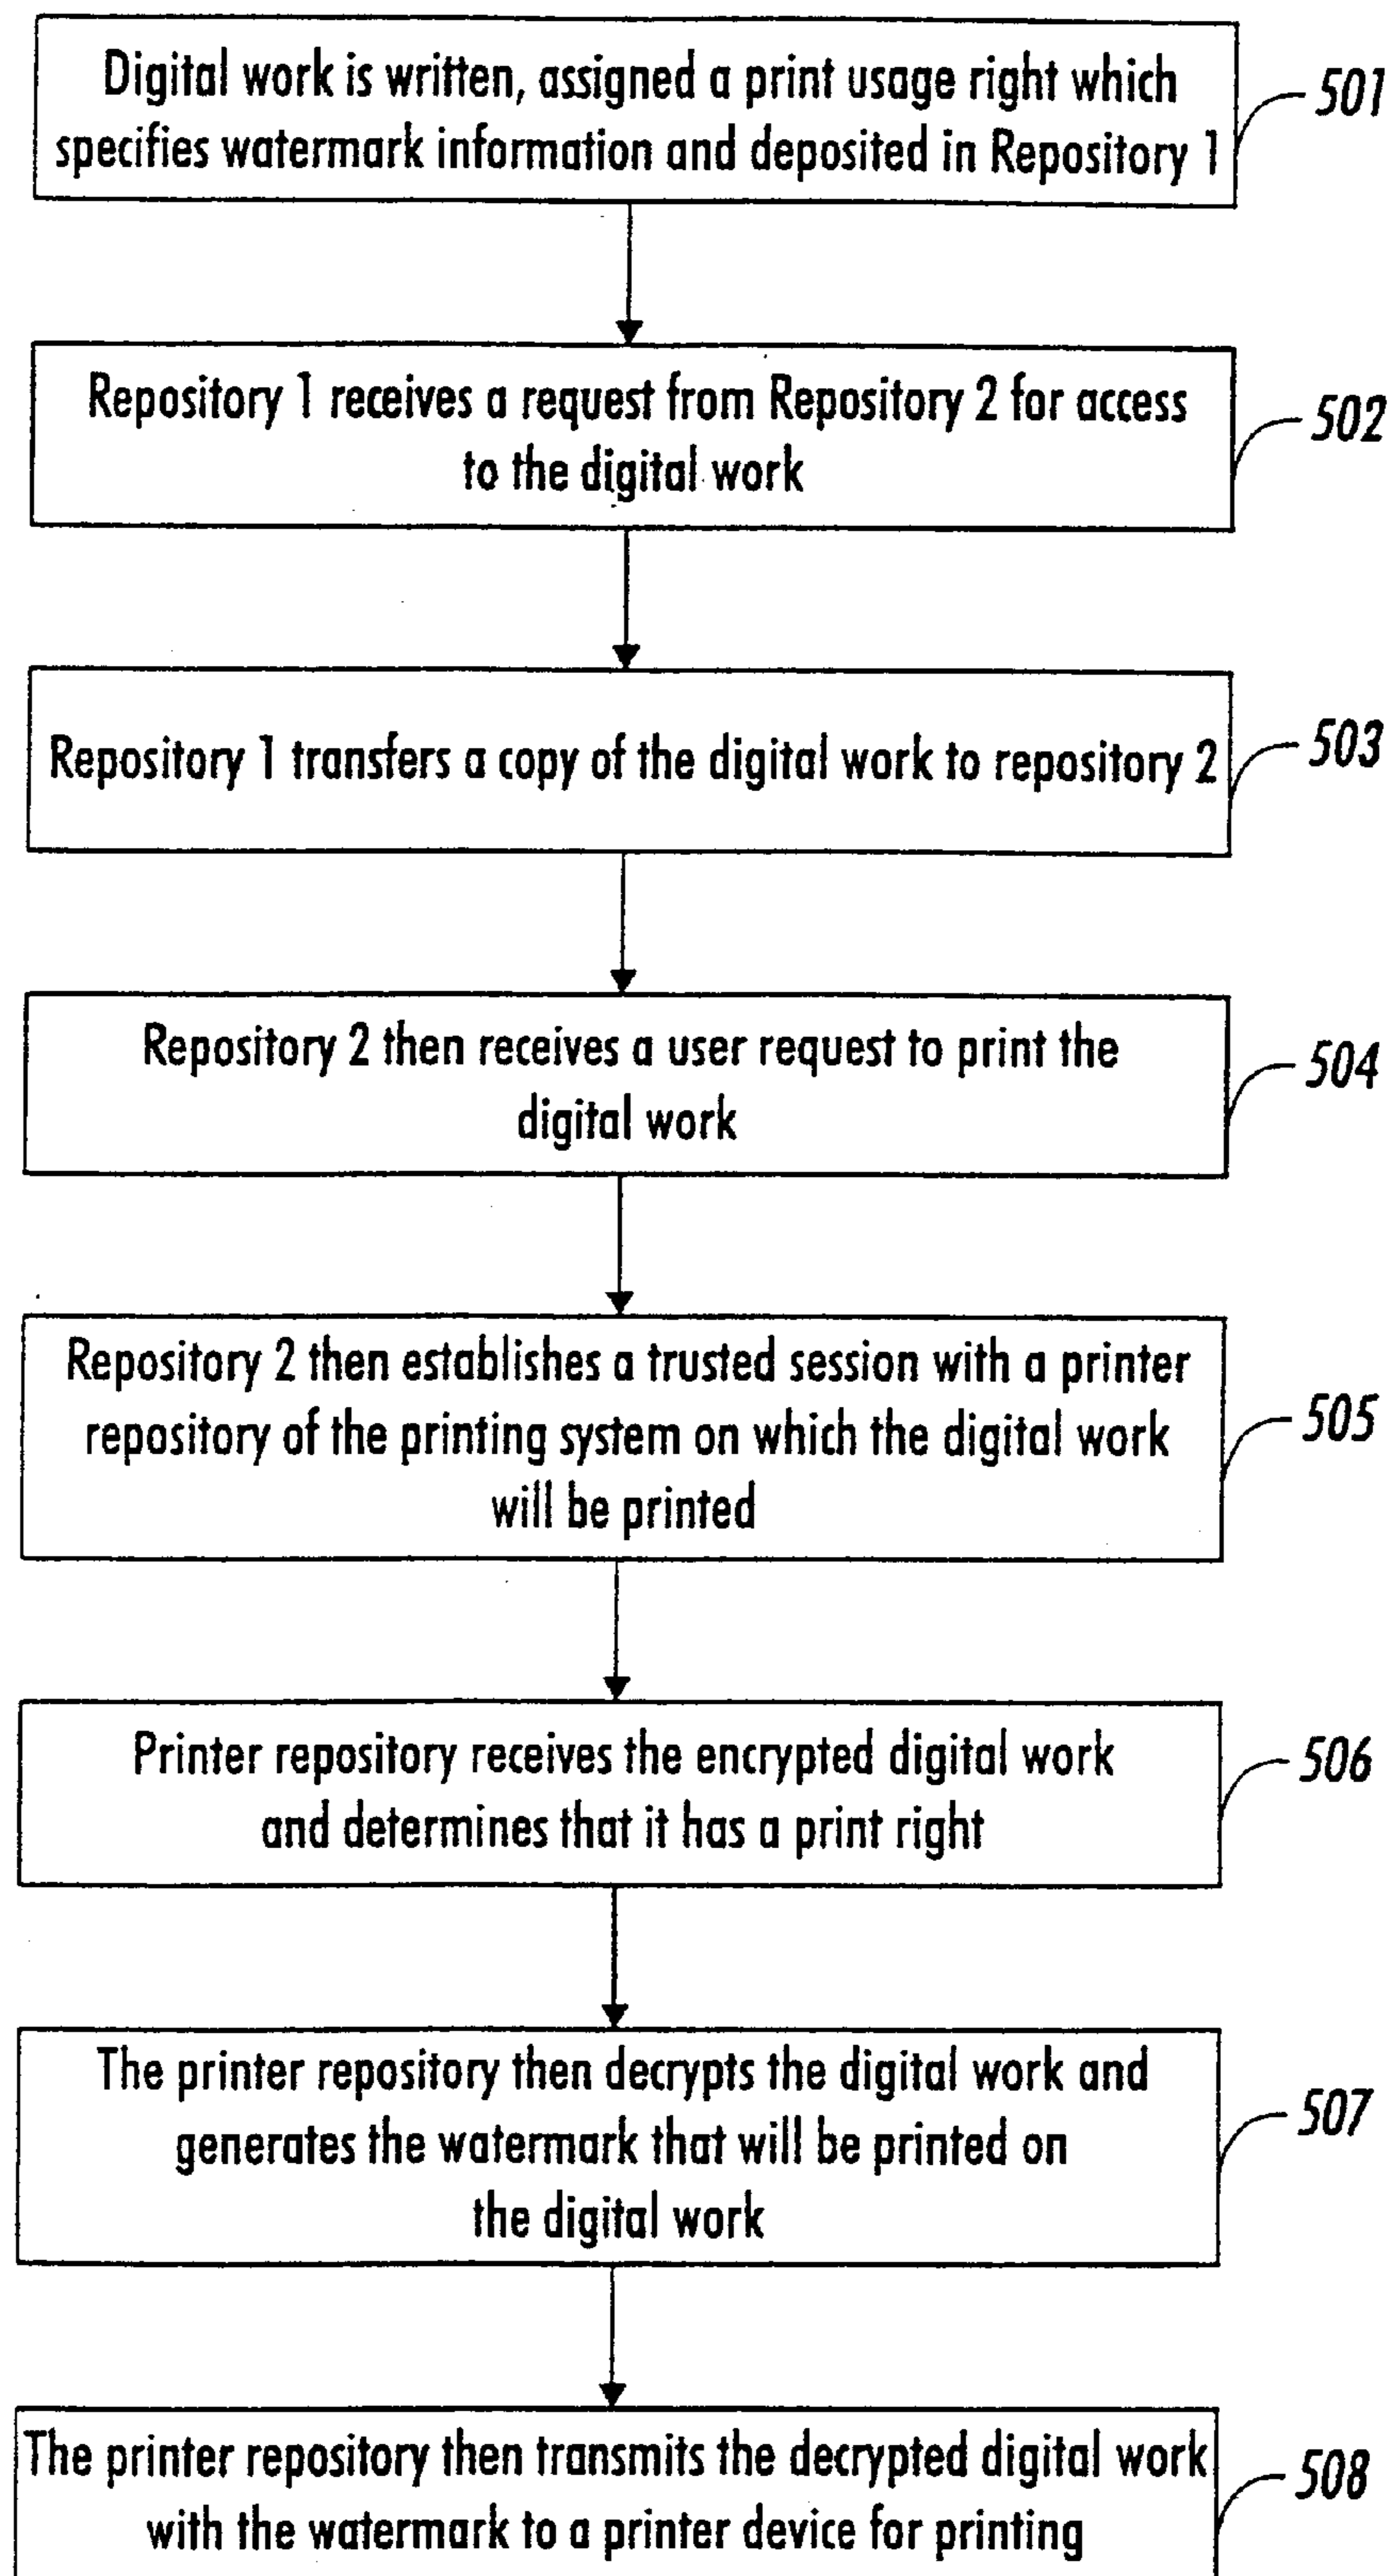 Digital work is written, assigned a print usage right which
specifies watermark information and deposited in Repository 1
501
Repository 1 receives a request from Repository 2 for access
to the digital work
502
Repository 1 transfers a copy of the digital work to repository 2
503
Repository 2 then receives a user request to print the
digital work
504
Repository 2 then establishes a trusted session with a printer
repository of the printing system on which the digital work
will be printed
505
Printer repository receives the encrypted digital work
and determines that it has a print right
506
The printer repository then decrypts the digital work and
generates the watermark that will be printed on
the digital work
507
The printer repository then transmits the decrypted digital work
with the watermark to a printer device for printing
508